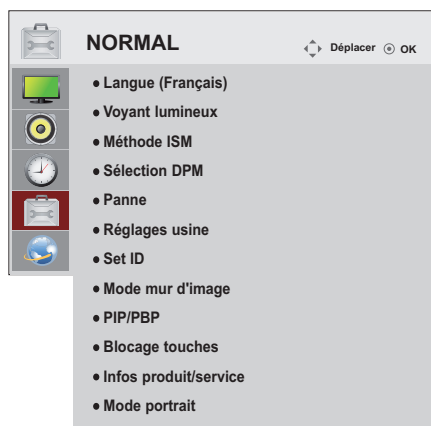 NORMAL
Déplacer OK
• Langue (Français)
• Voyant lumineux
• Méthode ISM
• Sélection DPM
• Panne
• Réglages usine
• Set ID
• Mode mur d'image
• PIP/PBP
• Blocage touches
• Infos produit/service
• Mode portrait